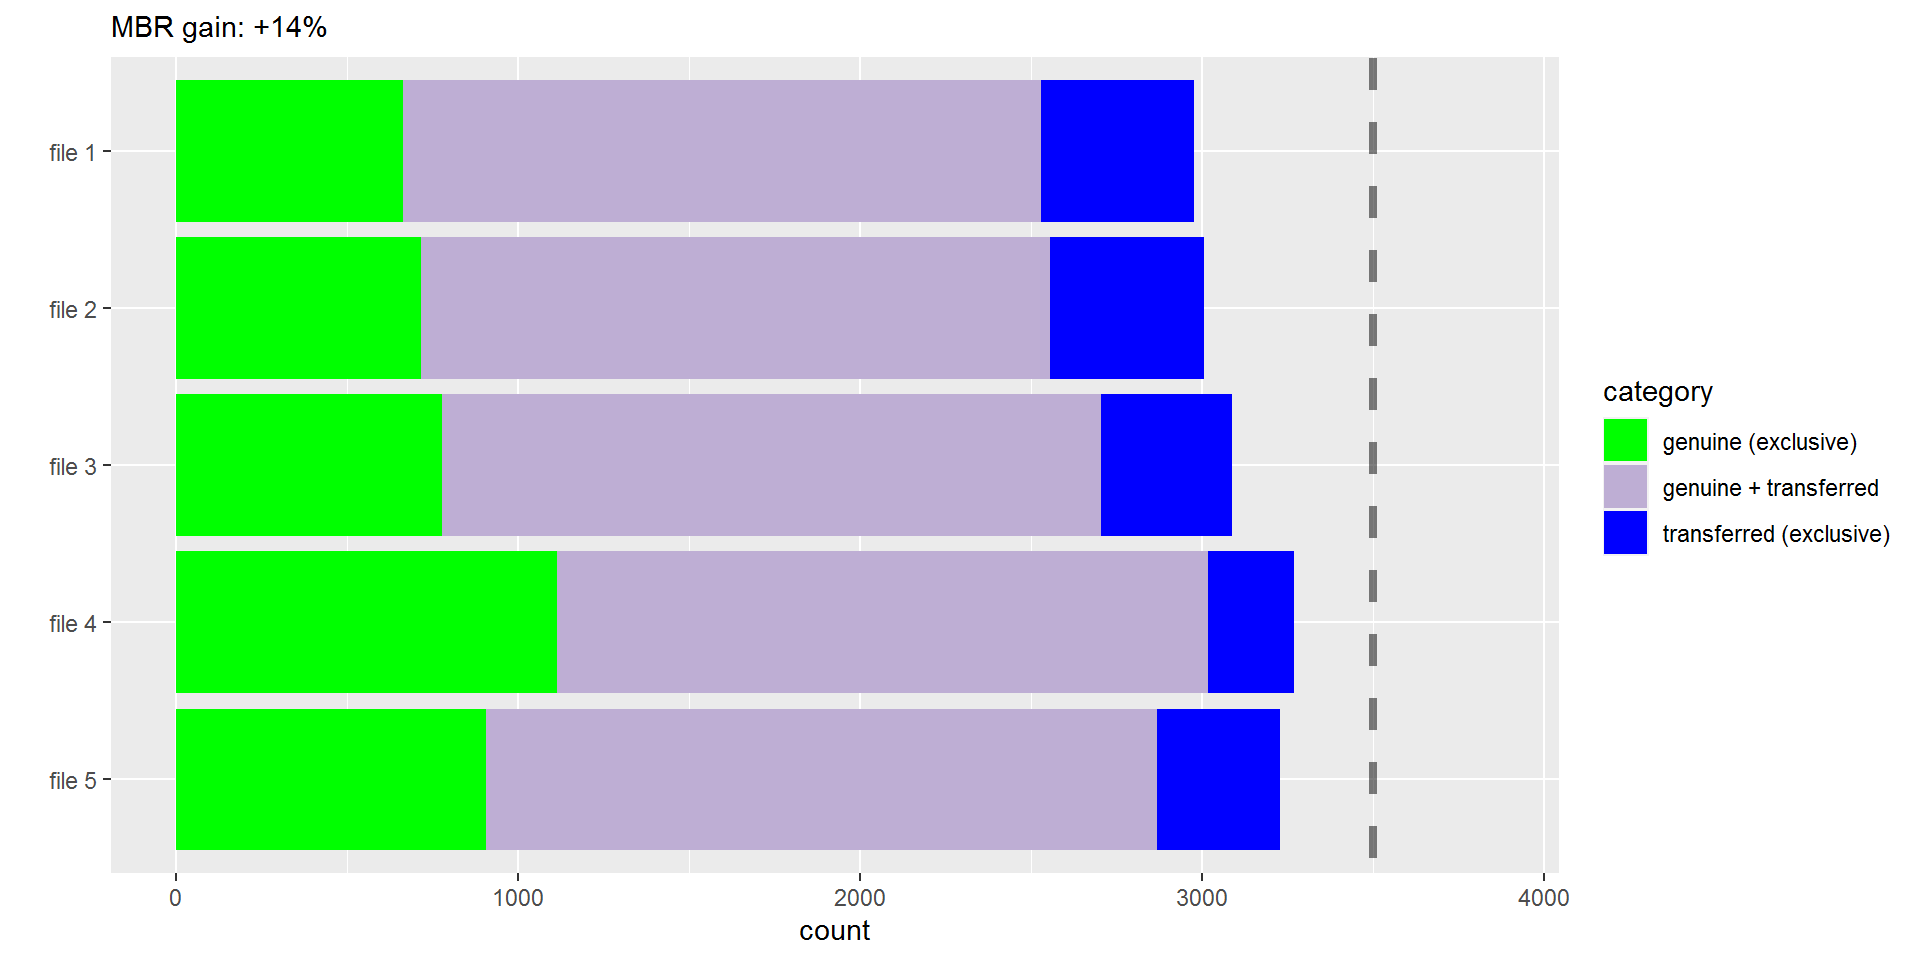 MBR gain: +14%
file 1
file 2
file 3
file 4
file 5
0 1000 2000 3000 4000
count
category
genuine (exclusive)
genuine + transferred
transferred (exclusive)